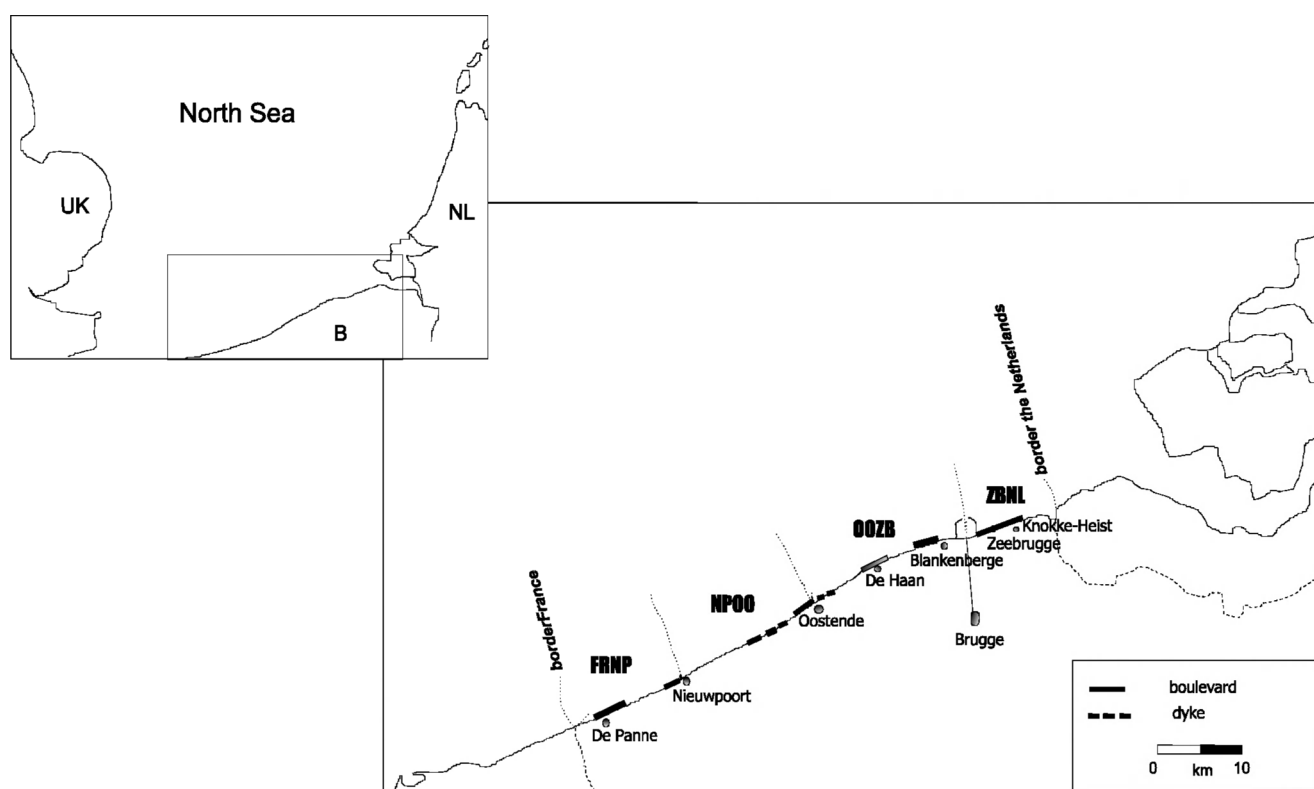 North Sea
UK
NL
B
border the Netherlands
ZBNL
Knokke-Heist
Zeebrugge
OOZB
Blankenberge
De Haan
NPOO
Oostende
Brugge
borderFrance
FRNP
Nieuwpoort
De Panne
boulevard
dyke
0 km 10